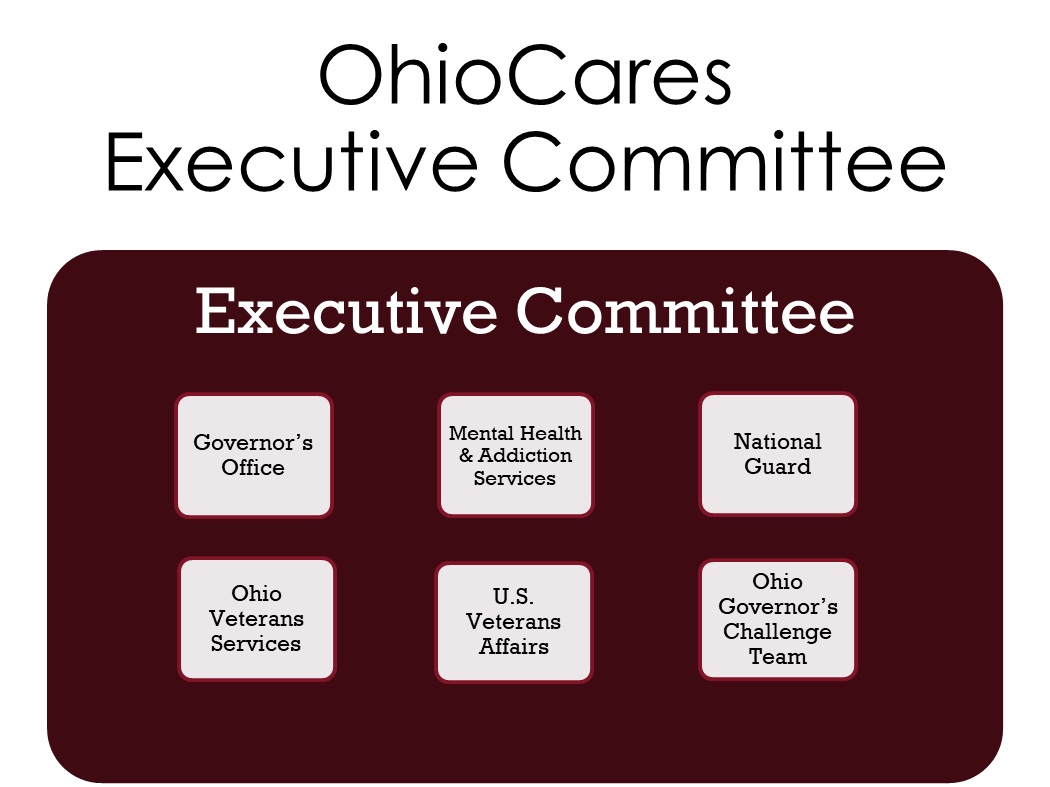 OhioCares
Executive Committee
Executive Committee
Governor’s
Office
Mental Health
& Addiction
Services
National
Guard
Ohio
Veterans
Services
U.S.
Veterans
Affairs
Ohio
Governor’s
Challenge
Team